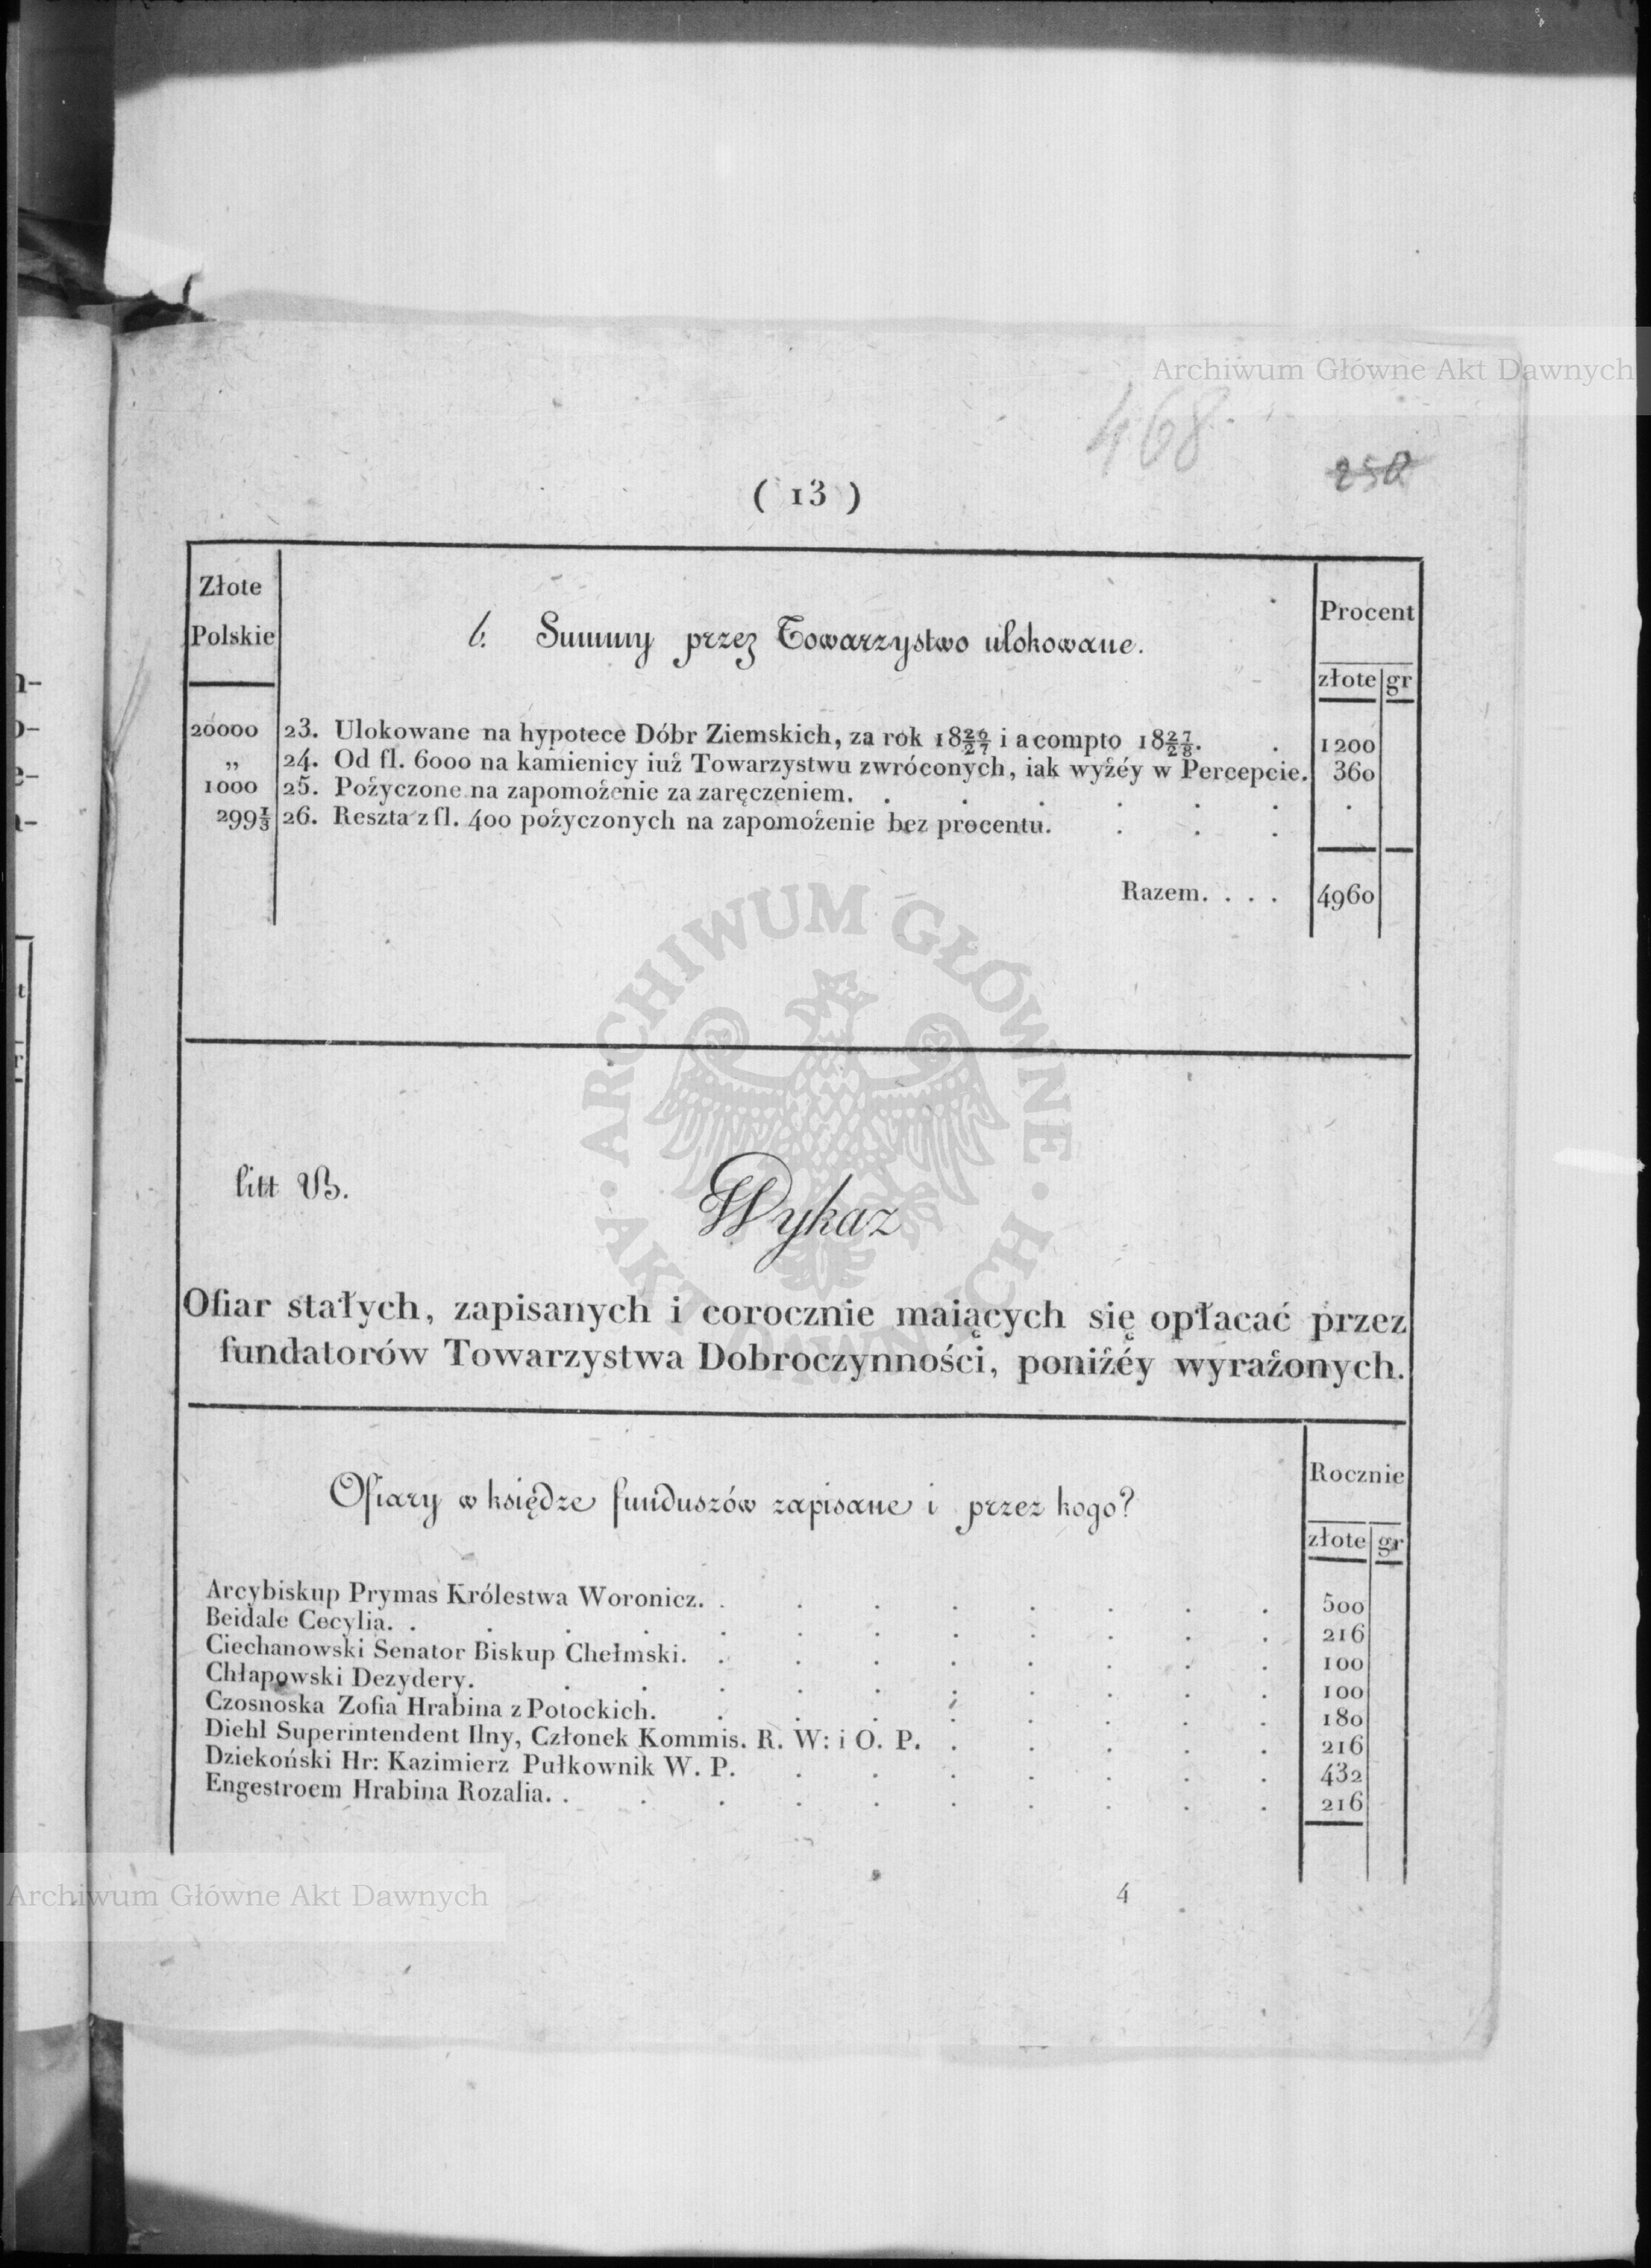 Archiwum Główne Akt Dawnych
468.
250
( 13 )
Złote
Polskie
b. Summy przez Towarzystwo ulokowane.
Procent
złote gr
20000 23. Ulokowane na hypotece Dóbr Ziemskich, za rok 18 26/27 i a compto 18 27/28. . 1200
„ 24. Od fl. 6000 na kamienicy iuż Towarzystwu zwróconych, iak wyżéy w Percepcie. 360
1000 25. Pożyczone na zapomożenie za zaręczeniem. . . . . . . .
299⅓ 26. Reszta z fl. 400 pożyczonych na zapomożenie bez procentu. . . .
Razem. . . . 4960
ARCHIWUM GŁÓWNE AKT DAWNYCH
litt B.
Wykaz
Ofiar stałych, zapisanych i corocznie maiących się opłacać przez
fundatorów Towarzystwa Dobroczynności, poniżéy wyrażonych.
Ofiary w księdze funduszów zapisane i przez kogo?
Rocznie
złote gr
Arcybiskup Prymas Królestwa Woronicz. . . . . . . . . 500
Beidale Cecylia. . . . . . . . . . . . . 216
Ciechanowski Senator Biskup Chełmski. . . . . . . . . 100
Chłapowski Dezydery. . . . . . . . . . . 100
Czosnoska Zofia Hrabina z Potockich. . . . . . . . . 180
Diehl Superintendent Ilny, Członek Kommis. R. W: i O. P. . . . . . 216
Dziekoński Hr: Kazimierz Pułkownik W. P. . . . . . . . 432
Engestroem Hrabina Rozalia. . . . . . . . . . . 216
4
Archiwum Główne Akt Dawnych